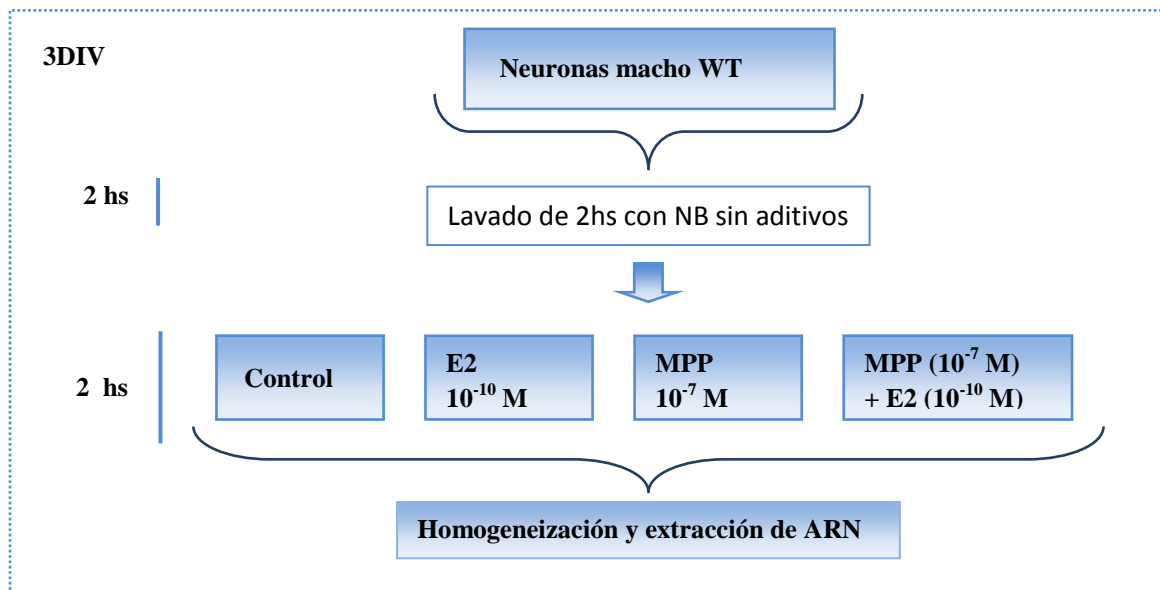 3DIV
Neuronas macho WT
2 hs
Lavado de 2hs con NB sin aditivos
2 hs
Control
E2
10⁻¹⁰ M
MPP
10⁻⁷ M
MPP (10⁻⁷ M)
+ E2 (10⁻¹⁰ M)
Homogeneización y extracción de ARN